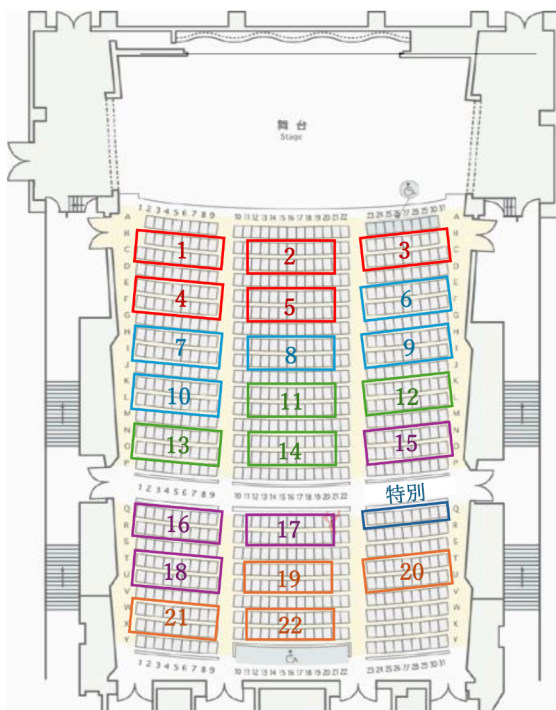 舞台
Stage
1 2 3 4 5 6 7 8 9 10 11 12 13 14 15 16 17 18 19 20 21 22 23 24 25 26 27 28 29 30 31
A A
B B
C 1 2 3 C
D D
E E
F 4 5 6 F
G G
H H
I 7 8 9 I
J J
K K
L 10 11 12 L
M M
N N
O 13 14 15 O
P P
特別
1 2 3 4 5 6 7 8 9 10 11 12 13 14 15 16 17 18 19 20 21 22
Q Q
R 16 17 R
S S
T T
U 18 19 20 U
V V
W W
X 21 22 X
Y Y
1 2 3 4 5 6 7 8 9 10 11 12 13 14 15 16 17 18 19 20 21 22 23 24 25 26 27 28 29 30 31